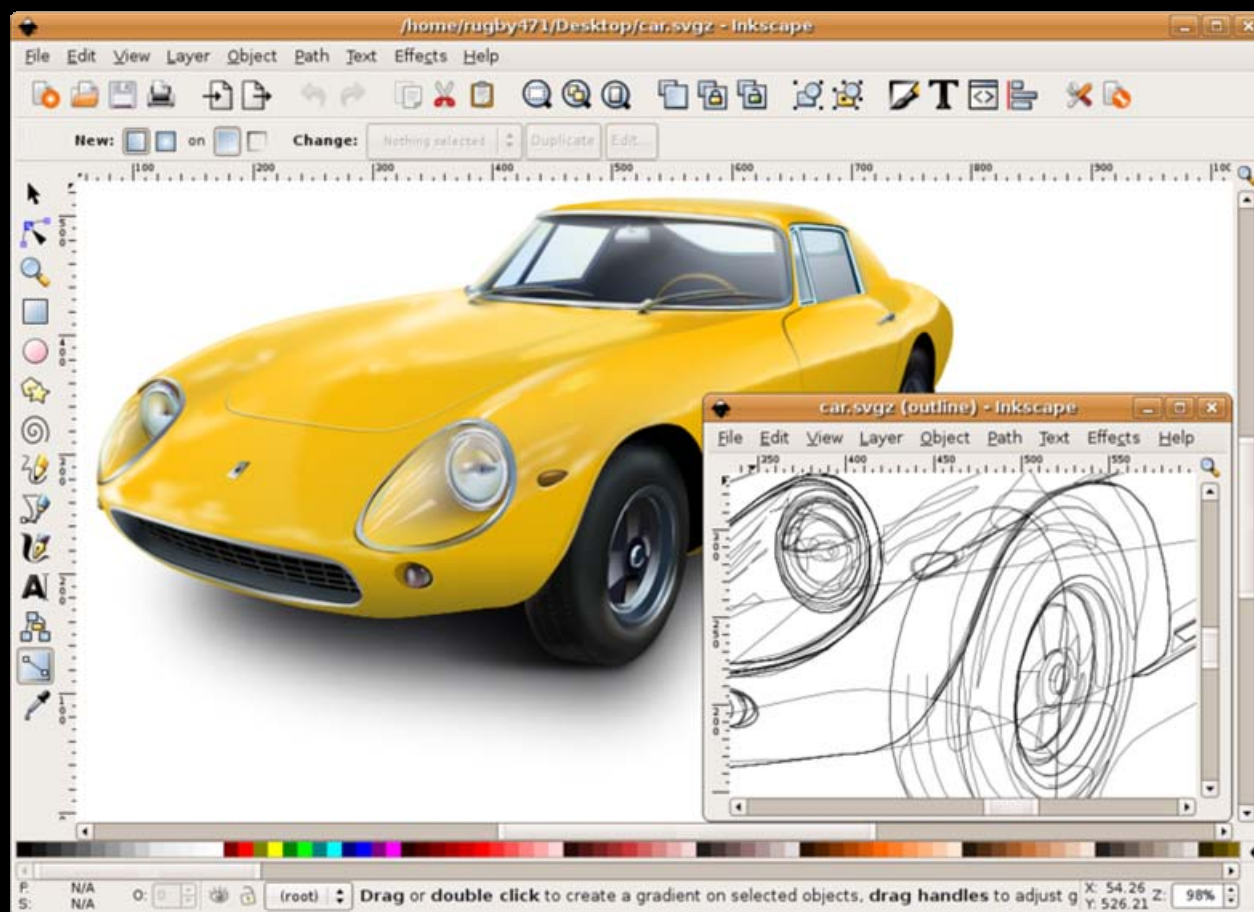 /home/rugby471/Desktop/car.svgz - Inkscape
File Edit View Layer Object Path Text Effects Help
New: on Change: Nothing selected Duplicate Edit...
100 200 300 400 500 600 700 800 900
car.svgz (outline) - Inkscape
File Edit View Layer Object Path Text Effects Help
350 400 450 500 550
P: N/A
S: N/A
O: 0 (root) Drag or double click to create a gradient on selected objects, drag handles to adjust g X: 54.26 Z: 98%
Y: 526.21